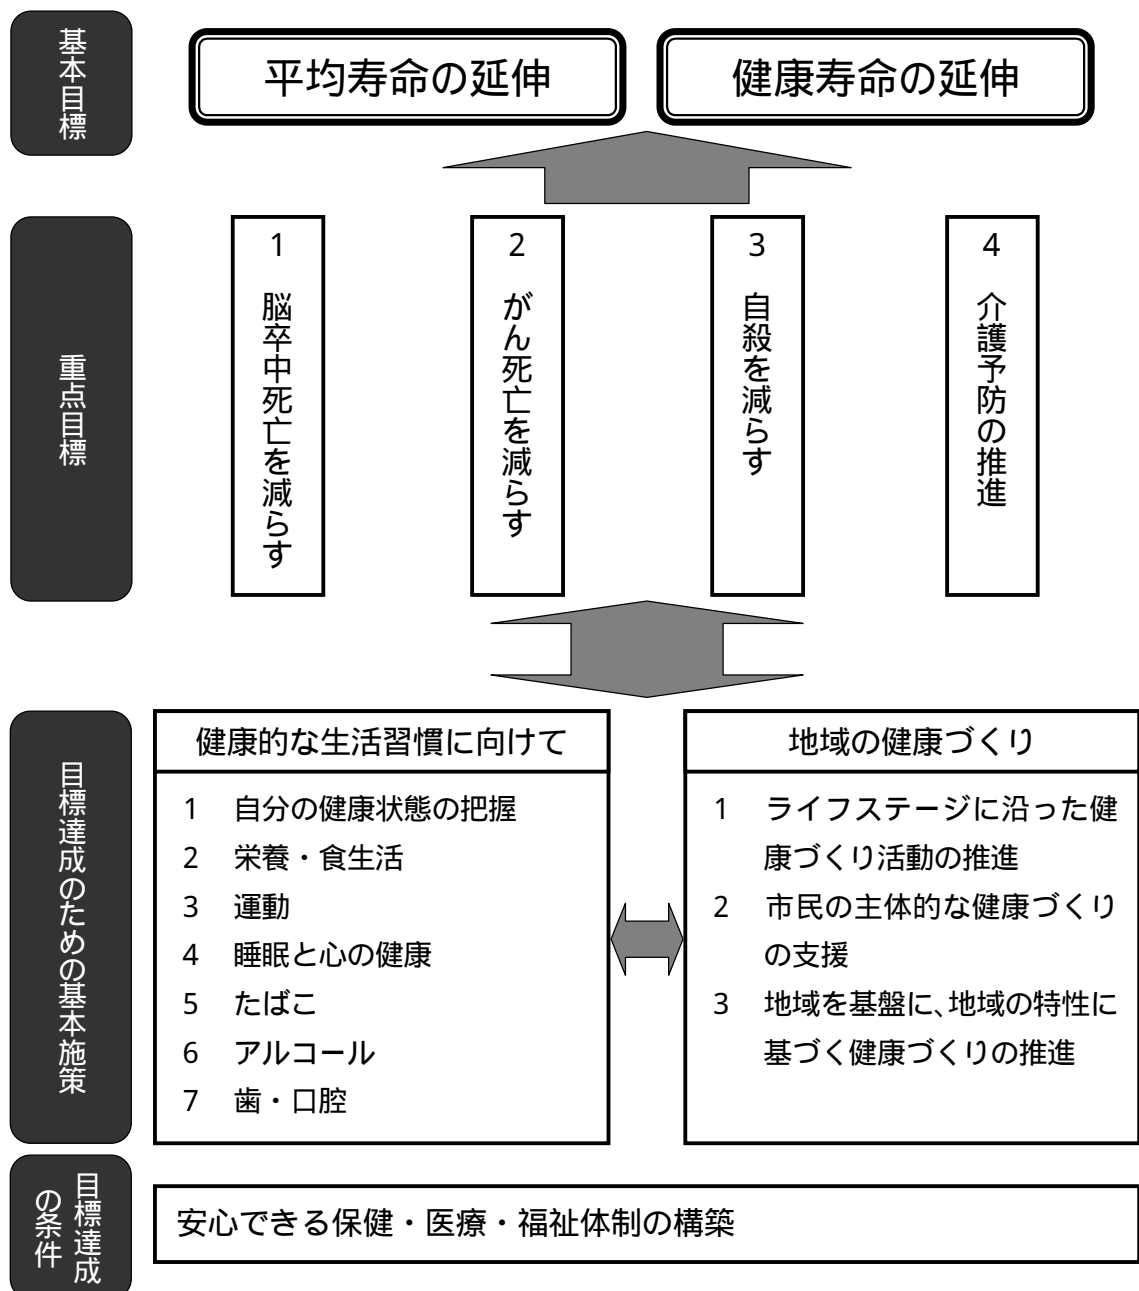 基本目標
平均寿命の延伸
健康寿命の延伸
重点目標
1 脳卒中死亡を減らす
2 がん死亡を減らす
3 自殺を減らす
4 介護予防の推進
目標達成のための基本施策
健康的な生活習慣に向けて
1 自分の健康状態の把握
2 栄養・食生活
3 運動
4 睡眠と心の健康
5 たばこ
6 アルコール
7 歯・口腔
地域の健康づくり
1 ライフステージに沿った健
康づくり活動の推進
2 市民の主体的な健康づくり
の支援
3 地域を基盤に、地域の特性に
基づく健康づくりの推進
目標達成
の条件
安心できる保健・医療・福祉体制の構築